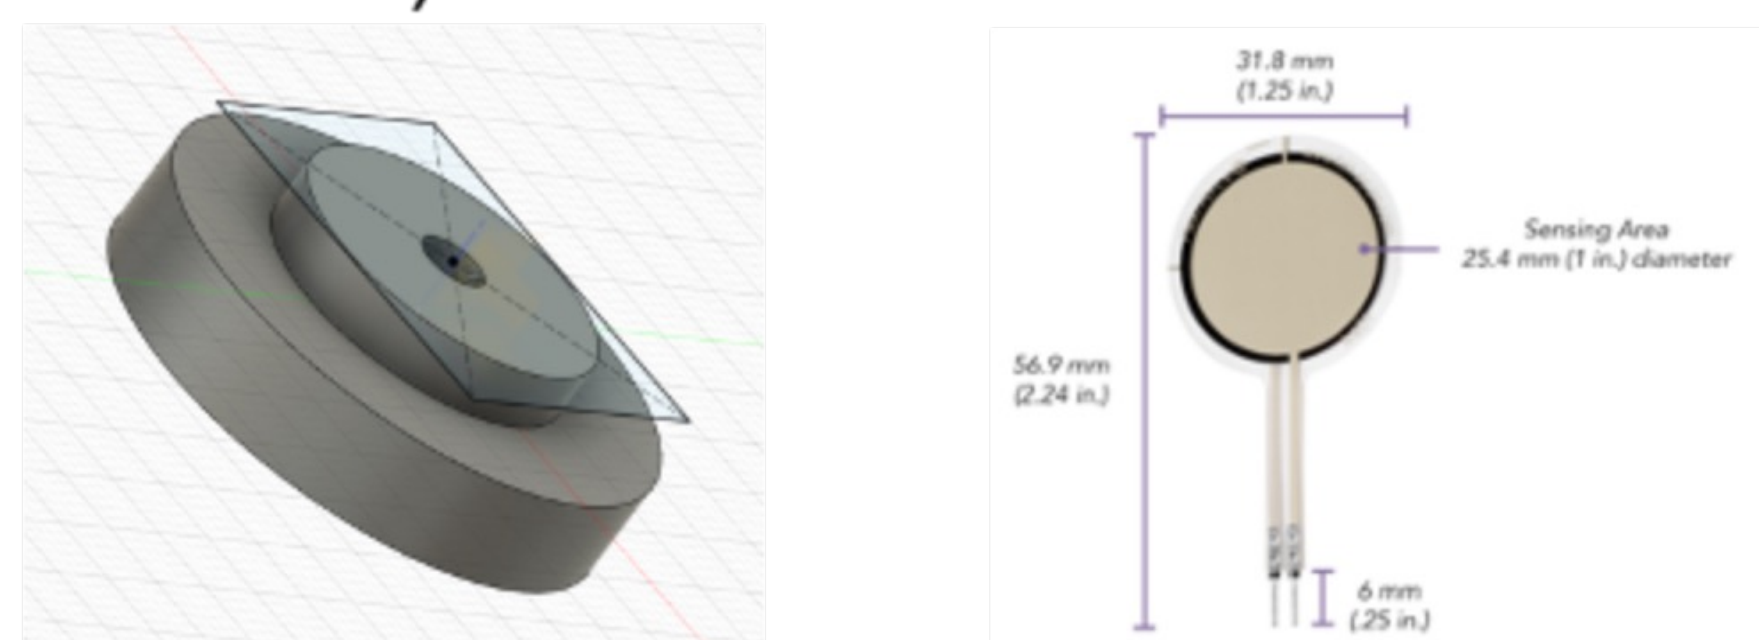 31.8 mm
(1.25 in.)
Sensing Area
25.4 mm (1 in.) diameter
56.9 mm
(2.24 in.)
6 mm
(.25 in.)